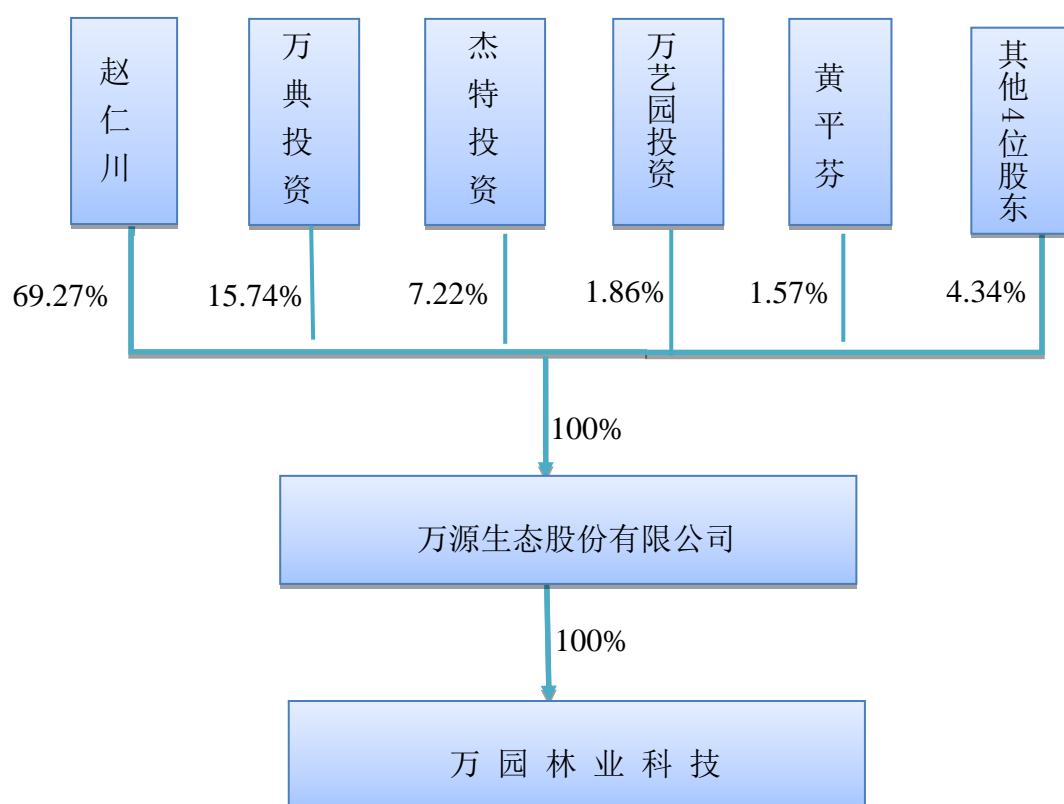 赵仁川
万典投资
杰特投资
万艺园投资
黄平芬
其他4位股东
69.27%
15.74%
7.22%
1.86%
1.57%
4.34%
100%
万源生态股份有限公司
100%
万园林业科技